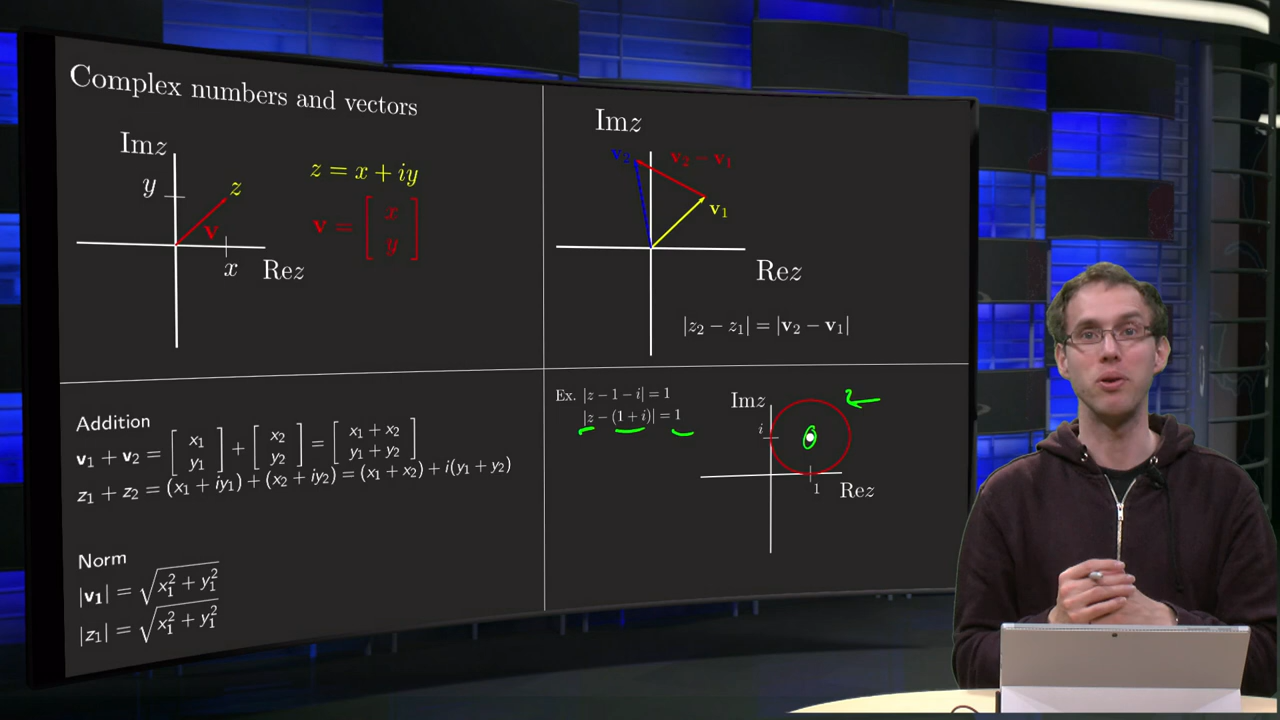 Complex numbers and vectors
Imz
y
z
v
x
Rez
z = x + iy
v = [ x
y ]
Imz
v₂
v₂ − v₁
v₁
Rez
|z₂ − z₁| = |v₂ − v₁|
Addition
v₁ + v₂ = [ x₁ y₁ ] + [ x₂ y₂ ] = [ x₁ + x₂ y₁ + y₂ ]
z₁ + z₂ = (x₁ + iy₁) + (x₂ + iy₂) = (x₁ + x₂) + i(y₁ + y₂)
Norm
|v₁| = √(x₁² + y₁²)
|z₁| = √(x₁² + y₁²)
Ex. |z − 1 − i| = 1
|z − (1 + i)| = 1
Imz
i
1
Rez